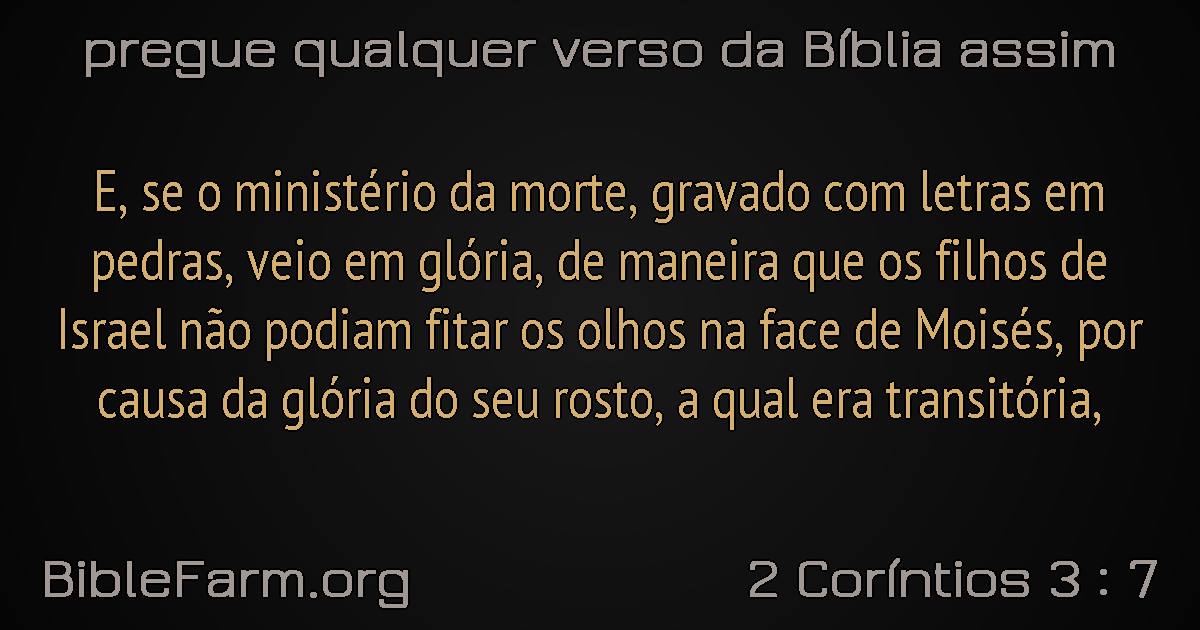 pregue qualquer verso da Bíblia assim
E, se o ministério da morte, gravado com letras em
pedras, veio em glória, de maneira que os filhos de
Israel não podiam fitar os olhos na face de Moisés, por
causa da glória do seu rosto, a qual era transitória,
BibleFarm.org
2 Coríntios 3 : 7